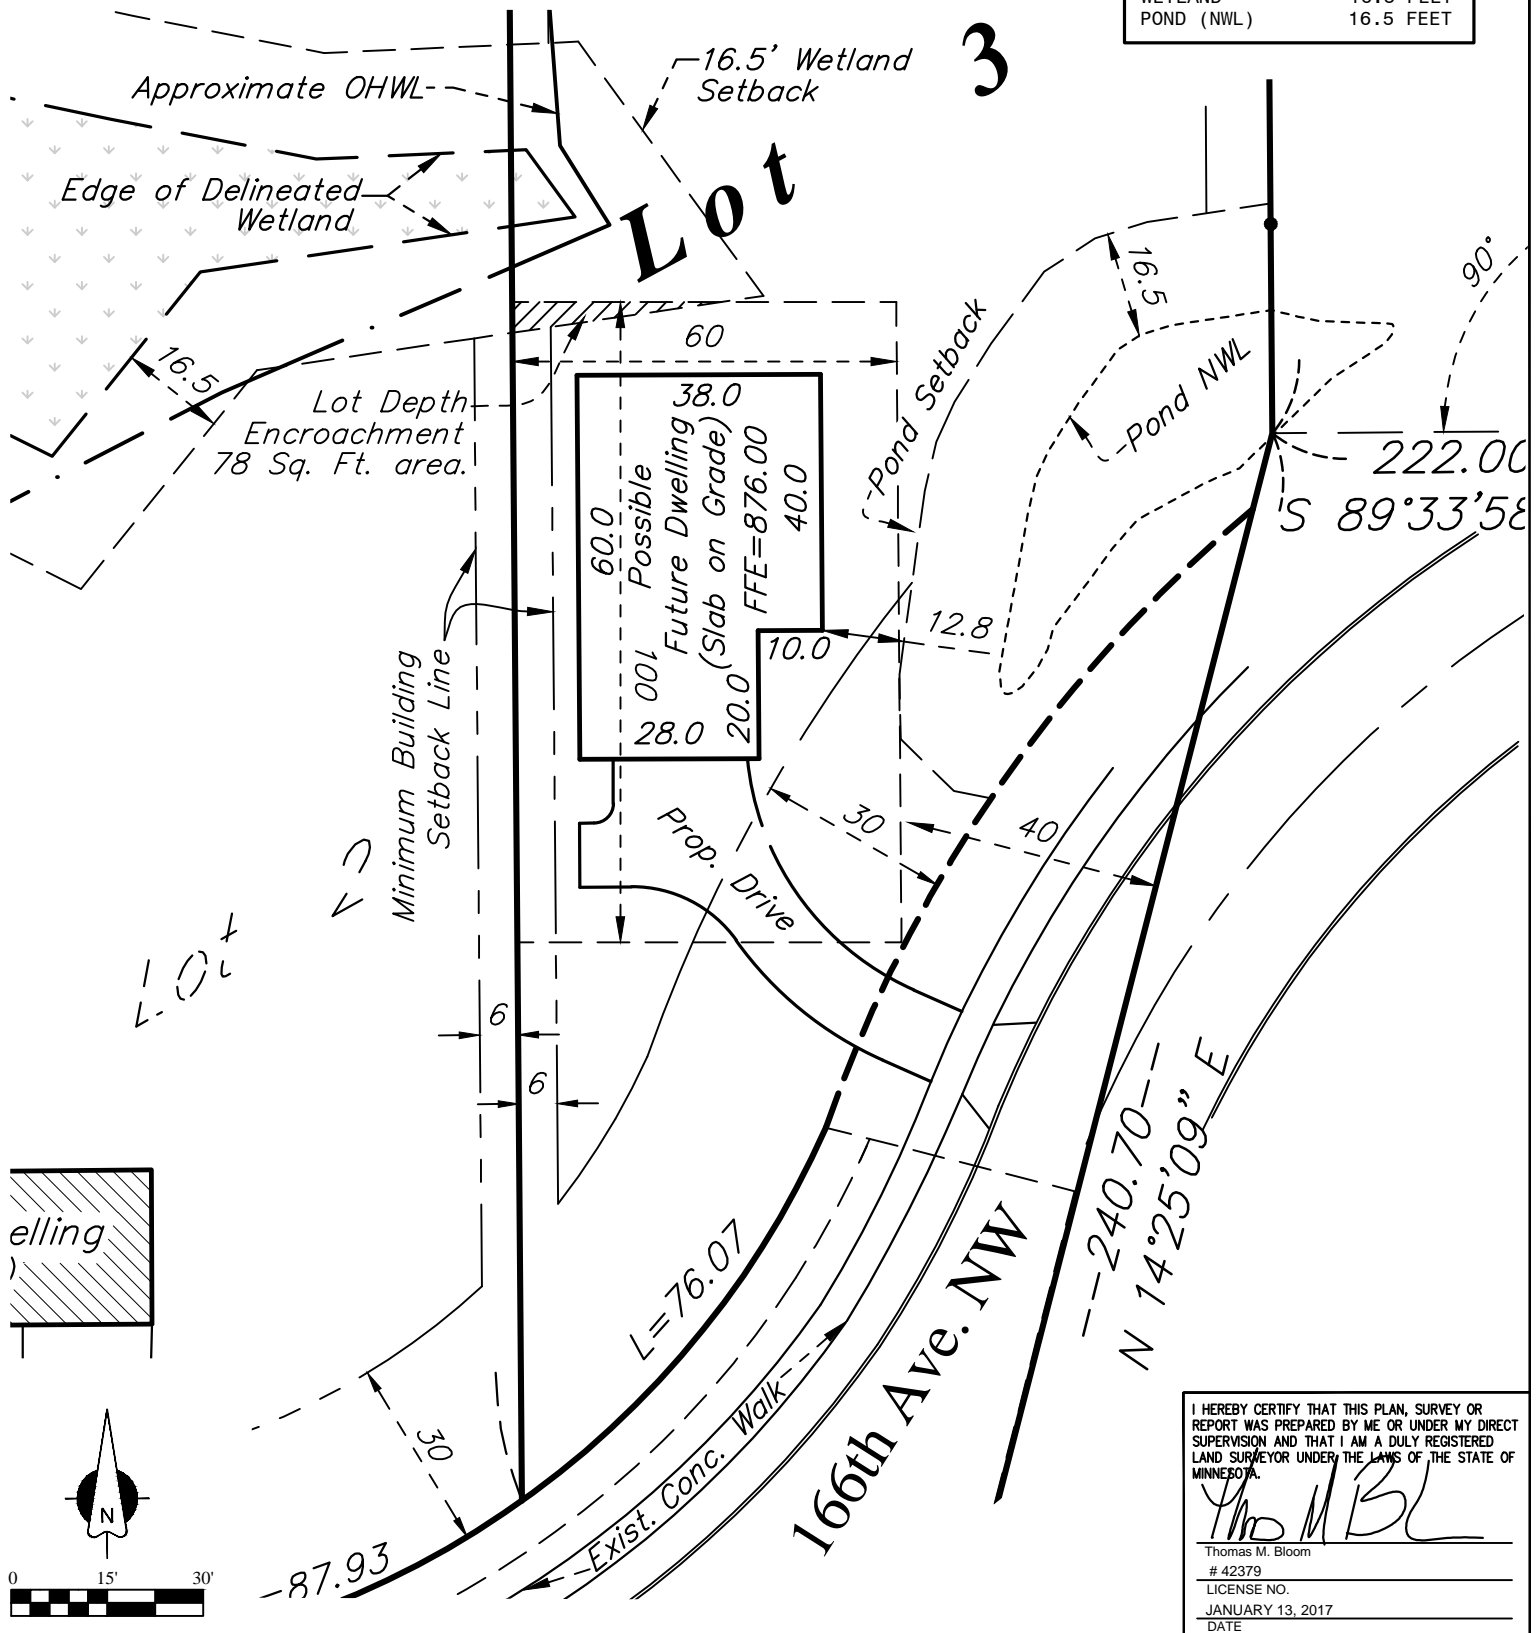 POND (NWL) 16.5 FEET
3
16.5' Wetland
Setback
Approximate OHWL
Lot
Edge of Delineated
Wetland
16.5
90°
60
16.5
Pond Setback
Pond NWL
Lot Depth
Encroachment
78 Sq. Ft. area.
38.0
222.00
S 89°33'58
60.0
Possible
Future Dwelling
(Slab on Grade)
FFE=876.00
40.0
100
12.8
10.0
20.0
28.0
Minimum Building
Setback Line
30
40
Prop. Drive
Lot 2
6
6
240.70
N 14°25'09" E
elling
)
L=76.07
166th Ave. NW
Exist. Conc. Walk
30
87.93
N
0 15' 30'
I HEREBY CERTIFY THAT THIS PLAN, SURVEY OR
REPORT WAS PREPARED BY ME OR UNDER MY DIRECT
SUPERVISION AND THAT I AM A DULY REGISTERED
LAND SURVEYOR UNDER THE LAWS OF THE STATE OF
MINNESOTA.
Thomas M. Bloom
# 42379
LICENSE NO.
JANUARY 13, 2017
DATE